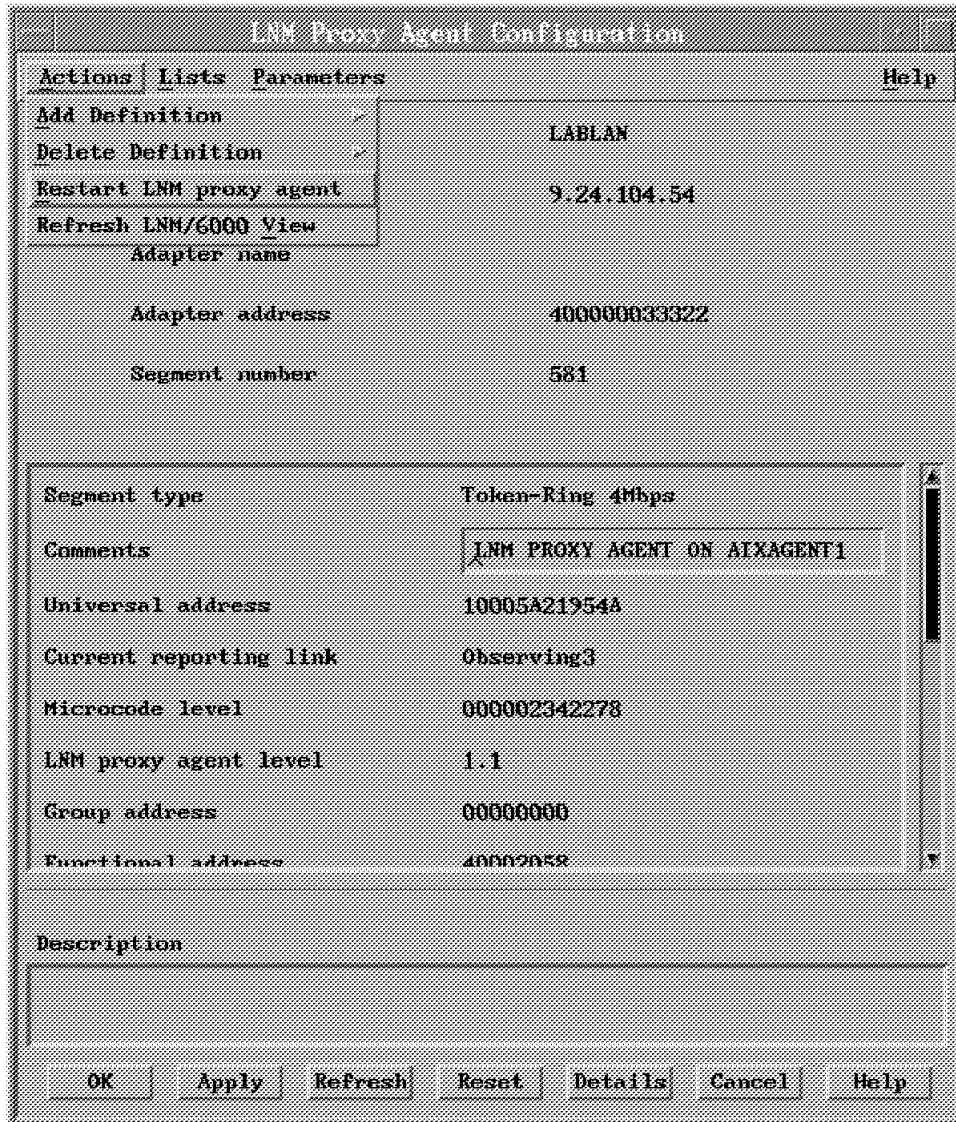 LNM Proxy Agent Configuration
Actions Lists Parameters Help
Add Definition
LABLAN
Delete Definition
Restart LNM proxy agent 9.24.104.54
Refresh LNM/6000 View
Adapter name
Adapter address 400000033322
Segment number 581
Segment type Token-Ring 4Mbps
Comments LNM PROXY AGENT ON AIXAGENT1
Universal address 10005A21954A
Current reporting link Observing3
Microcode level 000002342278
LNM proxy agent level 1.1
Group address 00000000
Functional address 40002058
Description
OK Apply Refresh Reset Details Cancel Help